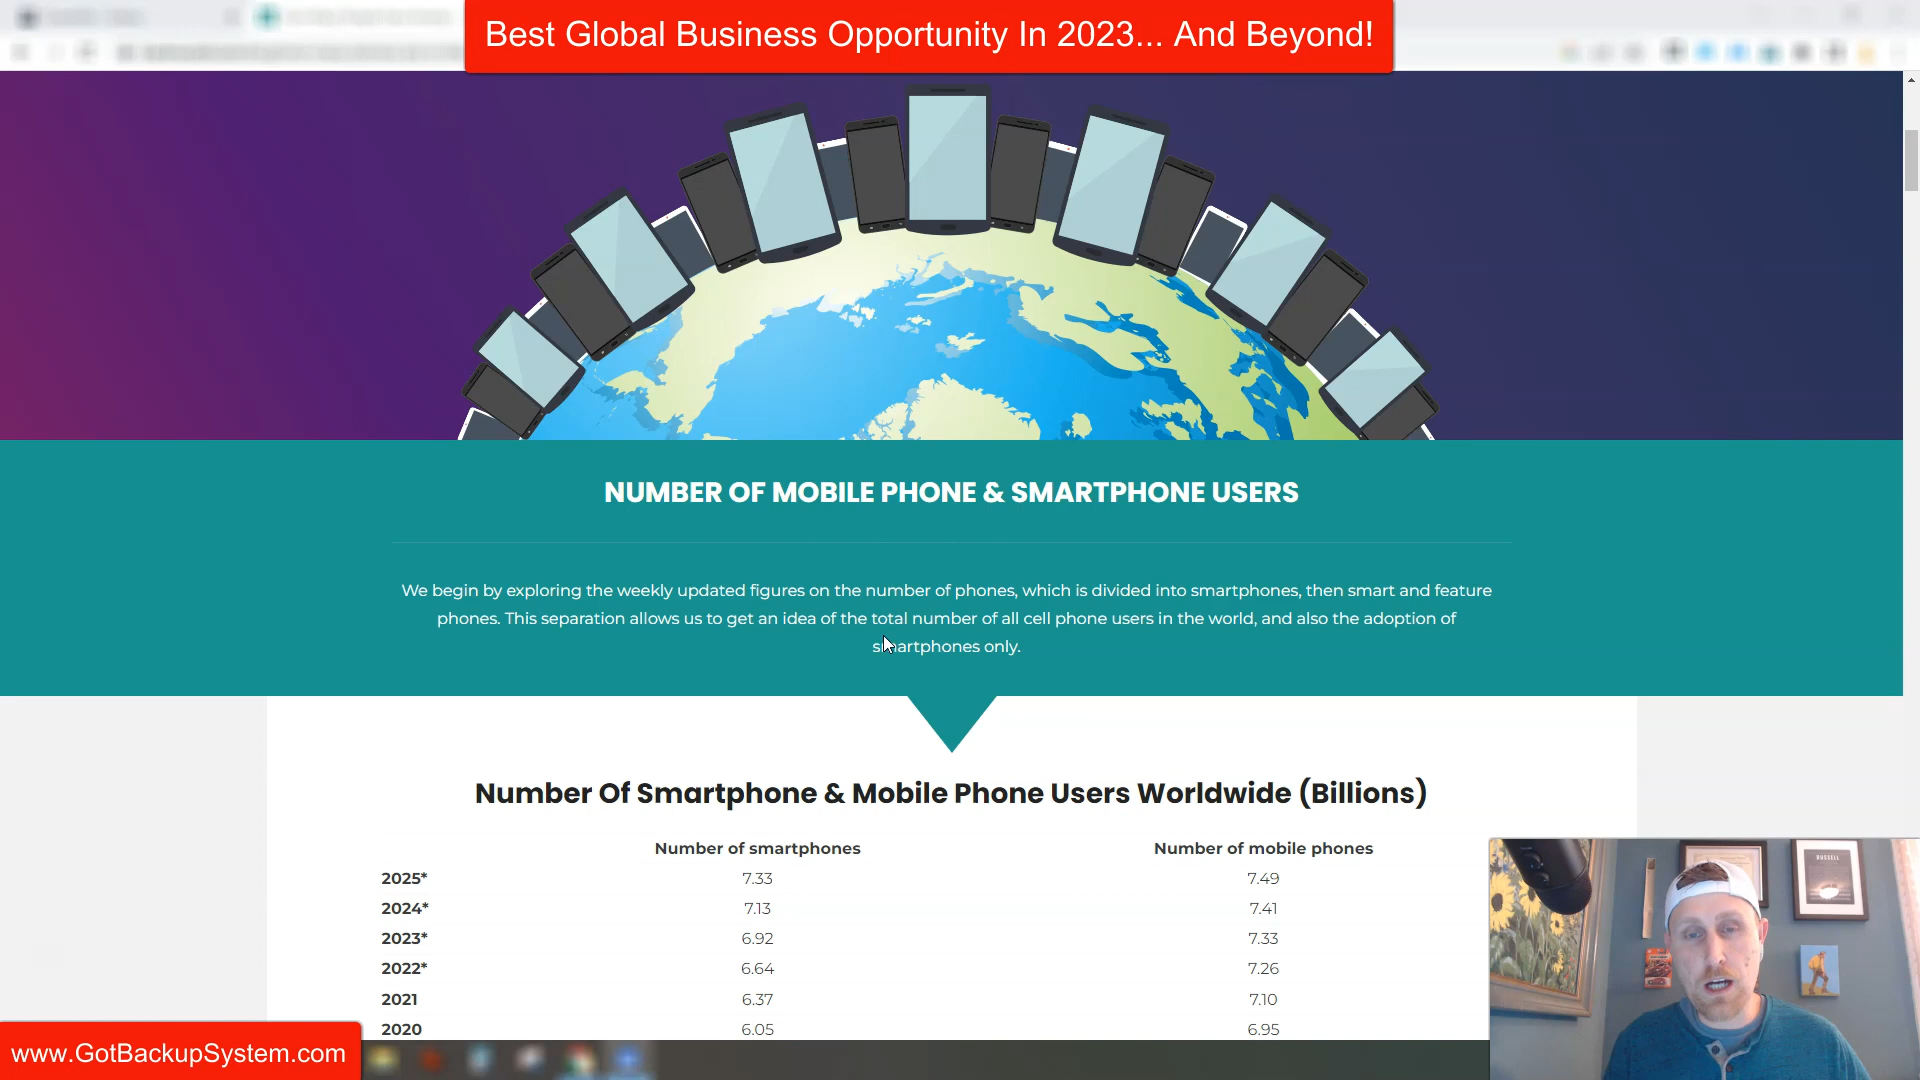 Best Global Business Opportunity In 2023... And Beyond!
NUMBER OF MOBILE PHONE & SMARTPHONE USERS
We begin by exploring the weekly updated figures on the number of phones, which is divided into smartphones, then smart and feature
phones. This separation allows us to get an idea of the total number of all cell phone users in the world, and also the adoption of
smartphones only.
Number Of Smartphone & Mobile Phone Users Worldwide (Billions)
Number of smartphones Number of mobile phones
2025* 7.33 7.49
2024* 7.13 7.41
2023* 6.92 7.33
2022* 6.64 7.26
2021 6.37 7.10
2020 6.05 6.95
RUSSELL
www.GotBackupSystem.com